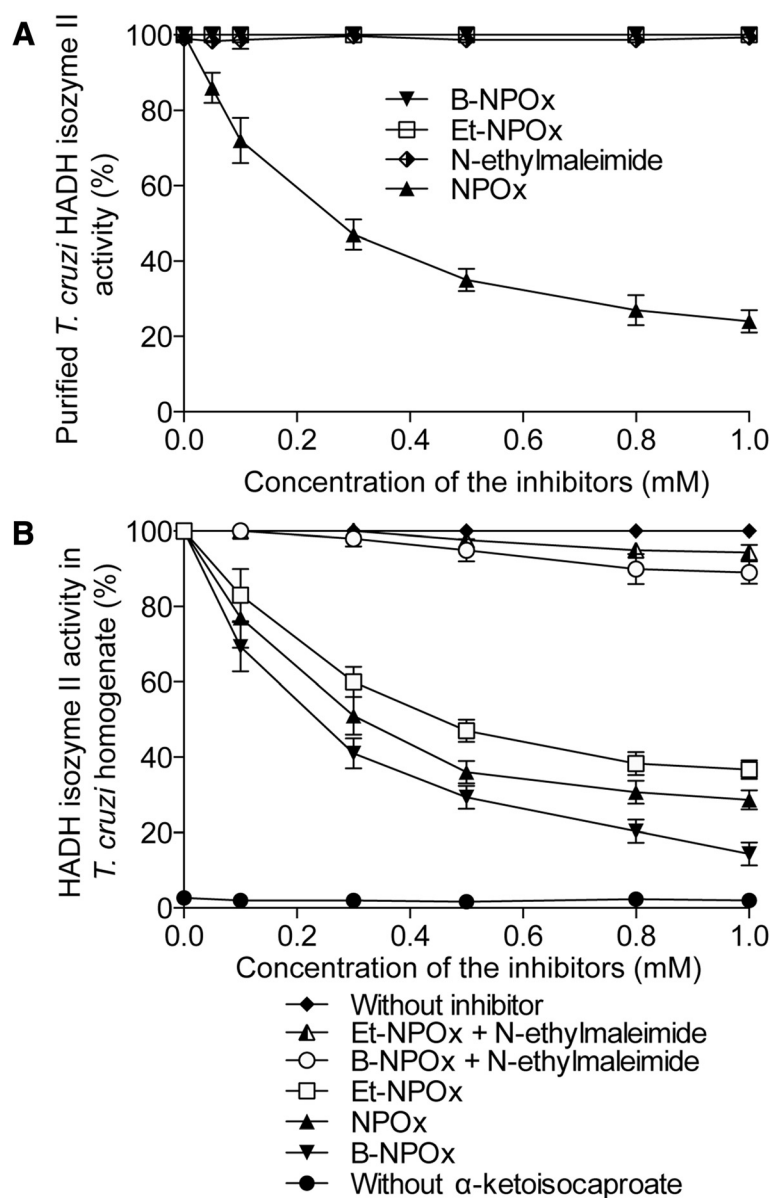 A
Purified T. cruzi HADH isozyme II
activity (%)
100
80
60
40
20
0
B-NPOx
Et-NPOx
N-ethylmaleimide
NPOx
0.0 0.2 0.4 0.6 0.8 1.0
Concentration of the inhibitors (mM)
B
HADH isozyme II activity in
T. cruzi homogenate (%)
100
80
60
40
20
0
0.0 0.2 0.4 0.6 0.8 1.0
Concentration of the inhibitors (mM)
Without inhibitor
Et-NPOx + N-ethylmaleimide
B-NPOx + N-ethylmaleimide
Et-NPOx
NPOx
B-NPOx
Without α-ketoisocaproate